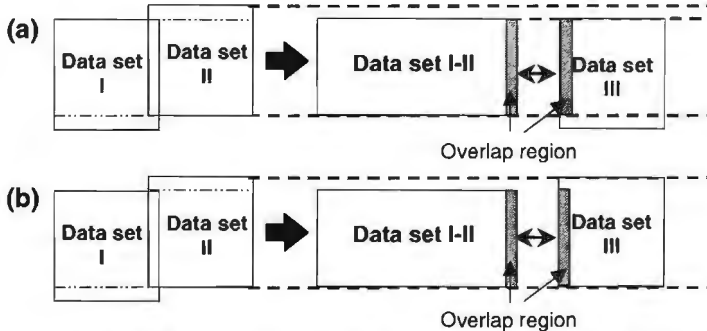 (a)
Data set
I
Data set
II
Data set I-II
Data set
III
Overlap region
(b)
Data set
I
Data set
II
Data set I-II
Data set
III
Overlap region